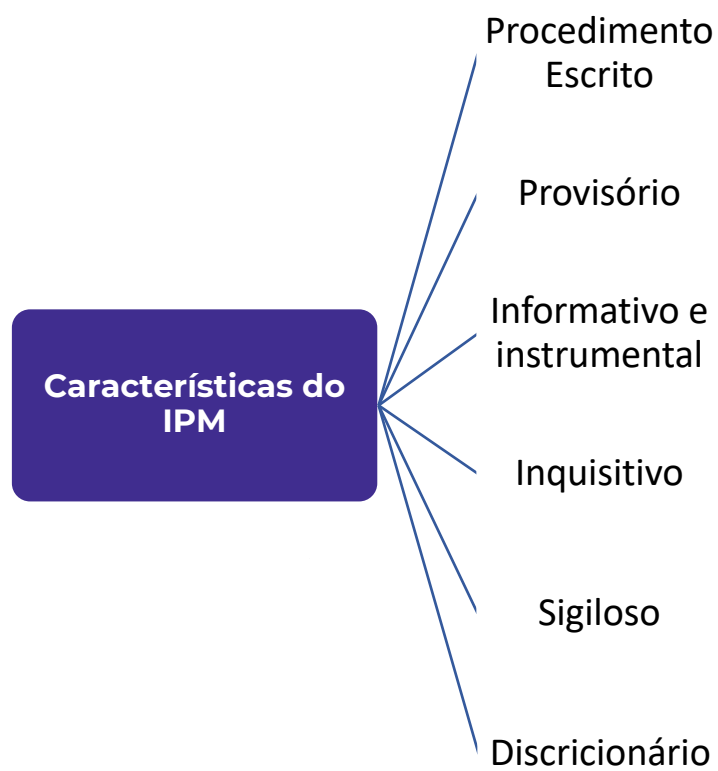 Procedimento
Escrito
Provisório
Informativo e
instrumental
Características do
IPM
Inquisitivo
Sigiloso
Discricionário